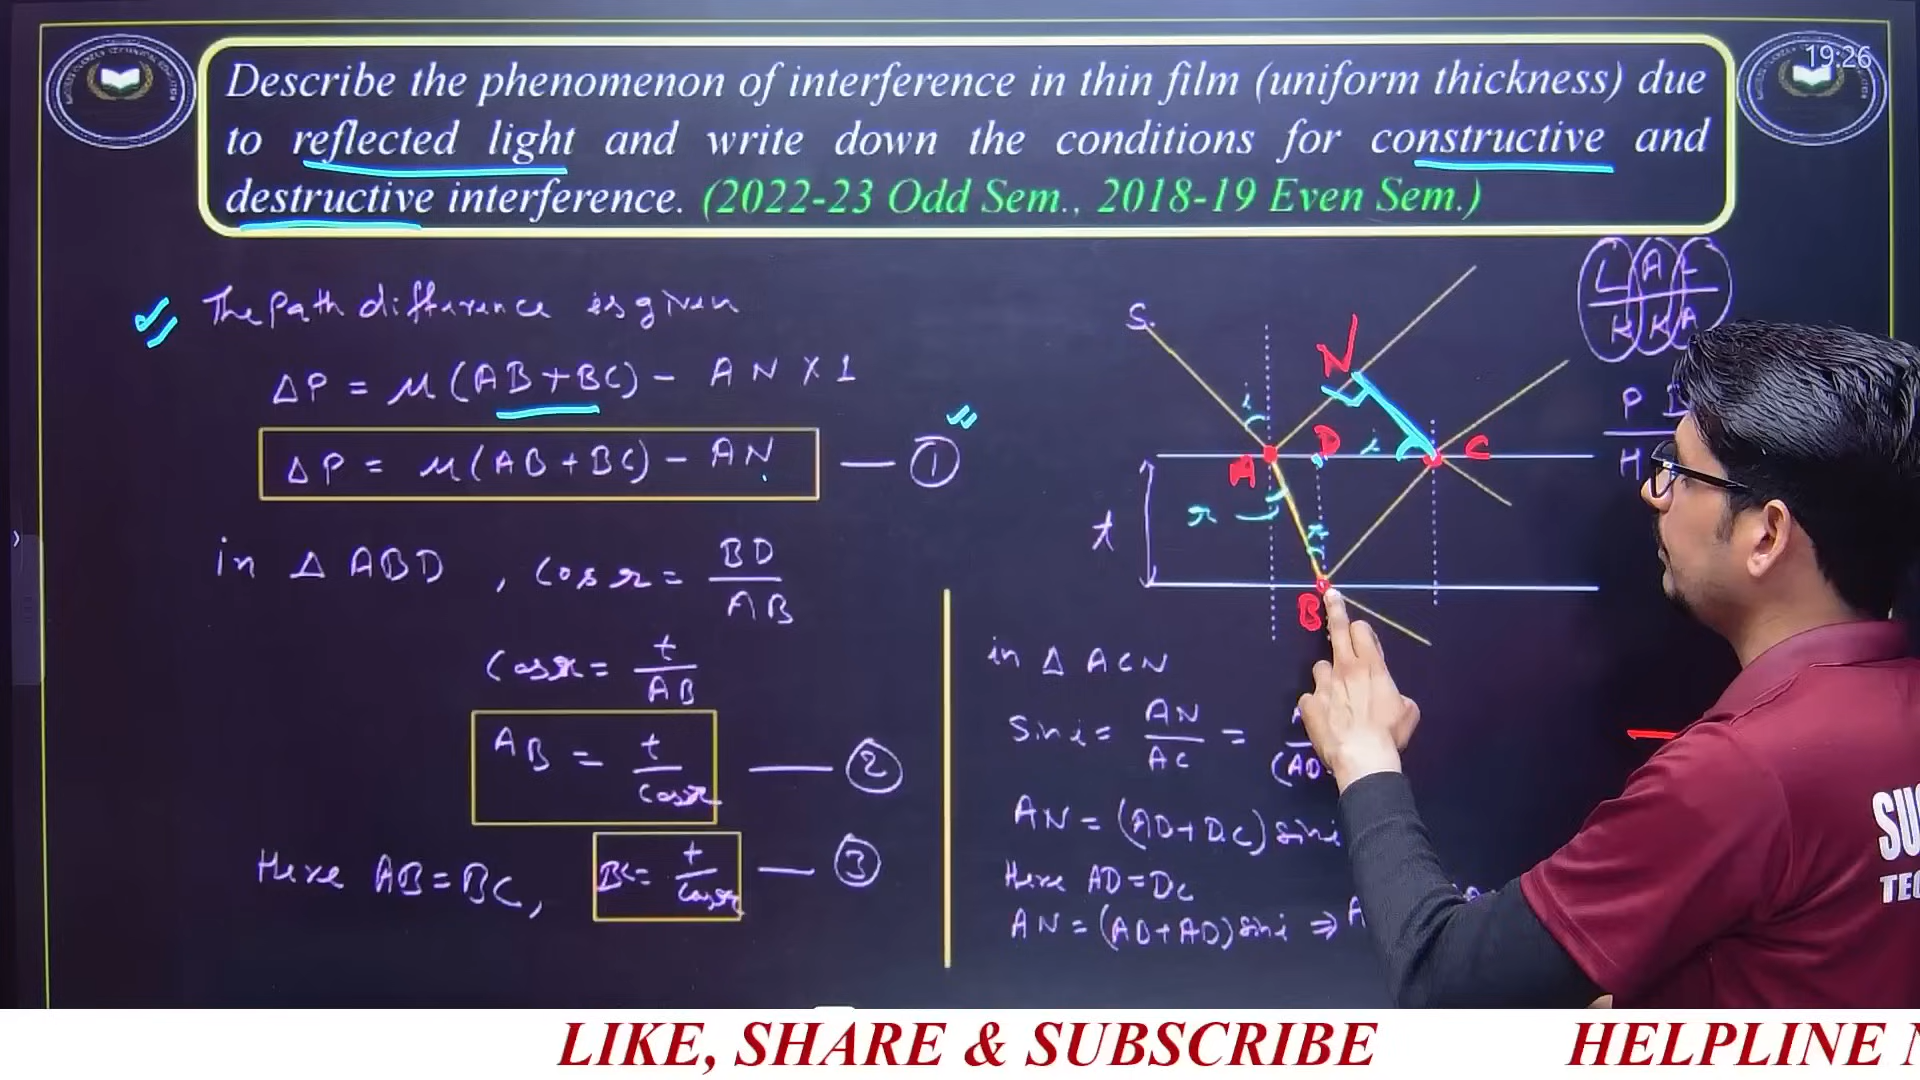 19:26
Describe the phenomenon of interference in thin film (uniform thickness) due
to reflected light and write down the conditions for constructive and
destructive interference. (2022-23 Odd Sem., 2018-19 Even Sem.)
The path difference is given
ΔP = μ(AB+BC) - AN × 1
ΔP = μ(AB+BC) - AN — ①
in Δ ABD , Cos r = BD / AB
Cos r = t / AB
AB = t / Cos r — ②
Here AB = BC, BC = t / Cos r — ③
L A
K K A
P
H
S
N
i
D
i
C
A
r
r
t
B
in Δ ACN
Sin i = AN / AC =
(AD
AN = (AD+DC) sin i
Here AD = DC
AN = (AD+AD) sin i ⇒ A
SU
TE
LIKE, SHARE & SUBSCRIBE HELPLINE